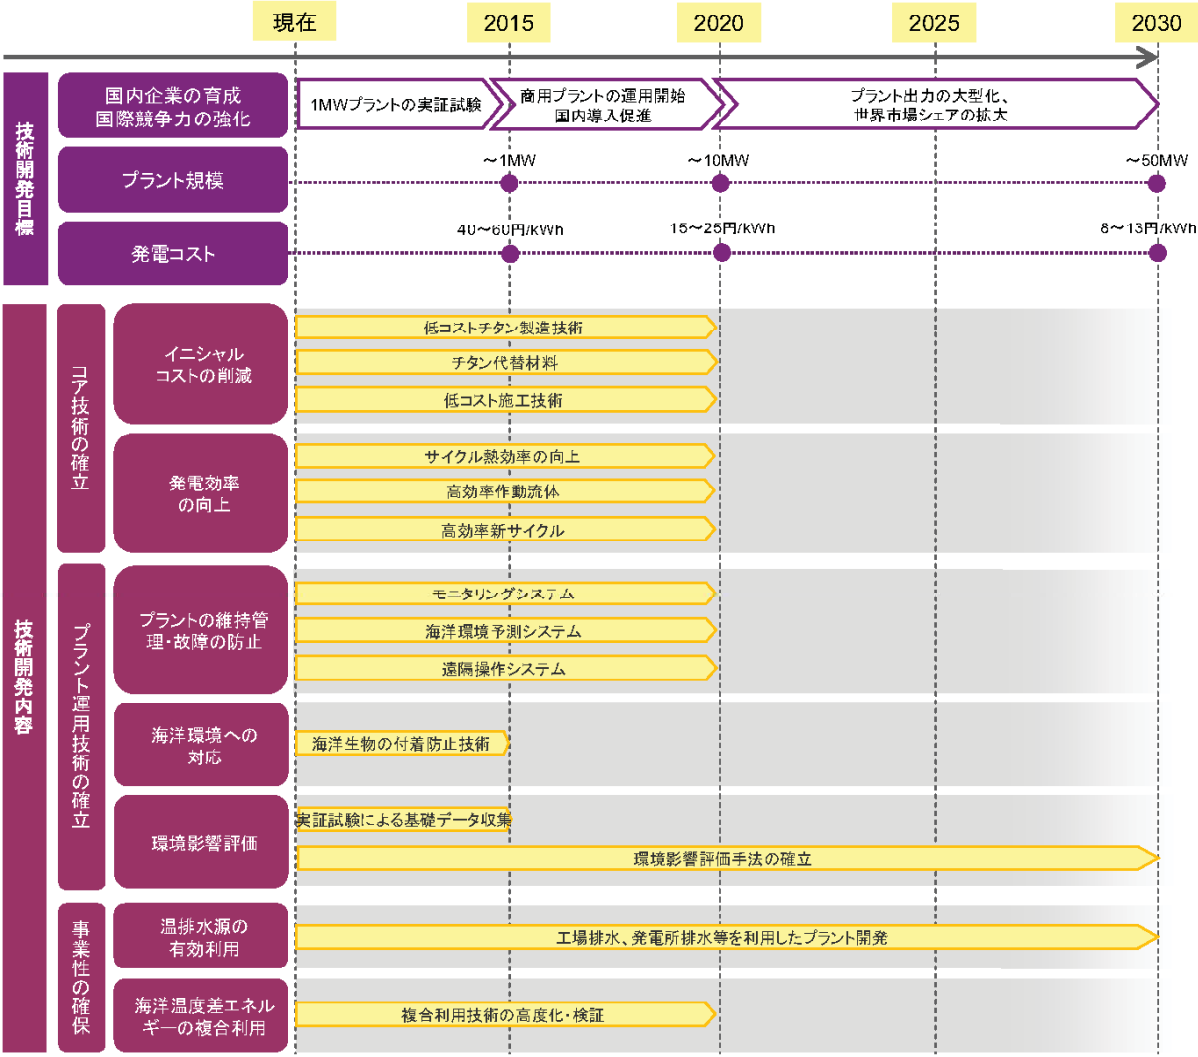 現在
2015
2020
2025
2030
技術開発目標
国内企業の育成
国際競争力の強化
1MWプラントの実証試験
商用プラントの運用開始
国内導入促進
プラント出力の大型化、
世界市場シェアの拡大
プラント規模
～1MW
～10MW
～50MW
発電コスト
40～60円/kWh
15～25円/kWh
8～13円/kWh
技術開発内容
コア技術の確立
イニシャル
コストの削減
低コストチタン製造技術
チタン代替材料
低コスト施工技術
発電効率
の向上
サイクル熱効率の向上
高効率作動流体
高効率新サイクル
プラント運用技術の確立
プラントの維持管
理・故障の防止
モニタリングシステム
海洋環境予測システム
遠隔操作システム
海洋環境への
対応
海洋生物の付着防止技術
環境影響評価
実証試験による基礎データ収集
環境影響評価手法の確立
事業性の確保
温排水源の
有効利用
工場排水、発電所排水等を利用したプラント開発
海洋温度差エネル
ギーの複合利用
複合利用技術の高度化・検証